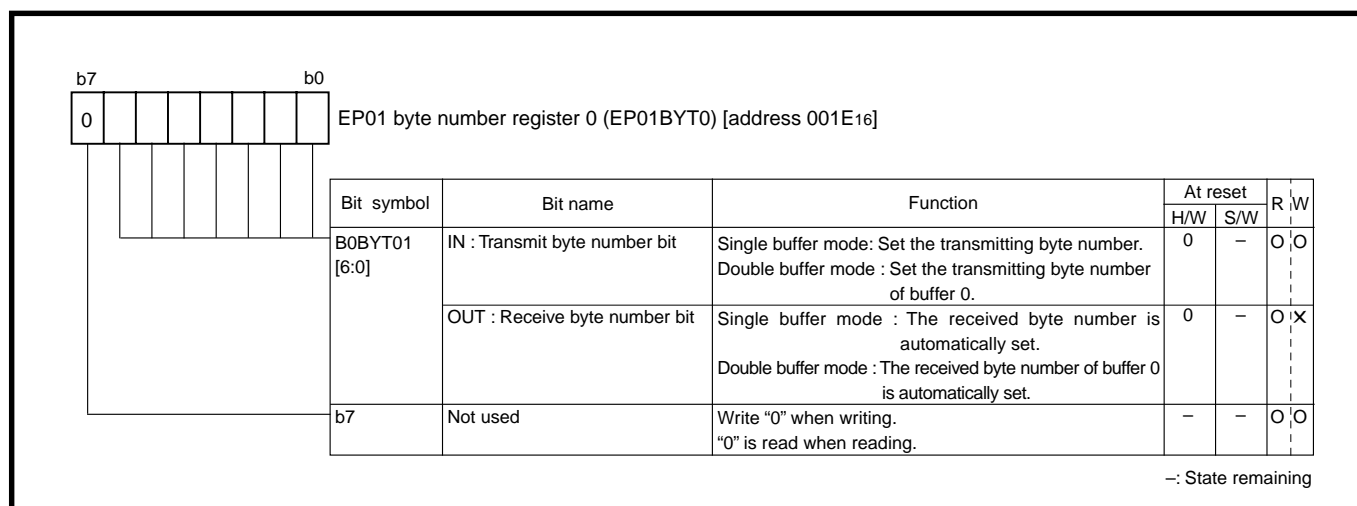 b7 b0
0
EP01 byte number register 0 (EP01BYT0) [address 001E16]
Bit symbol Bit name Function At reset R W
H/W S/W
B0BYT01 IN : Transmit byte number bit Single buffer mode: Set the transmitting byte number. 0 – O O
[6:0] Double buffer mode : Set the transmitting byte number
of buffer 0.
OUT : Receive byte number bit Single buffer mode : The received byte number is 0 – O X
automatically set.
Double buffer mode : The received byte number of buffer 0
is automatically set.
b7 Not used Write “0” when writing. – – O O
“0” is read when reading.
–: State remaining